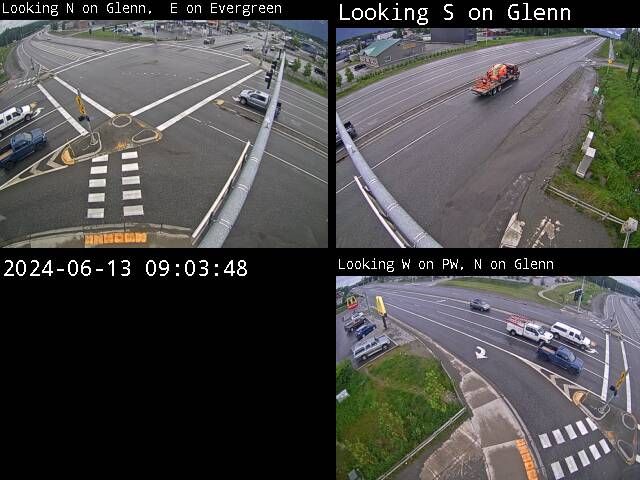 Looking N on Glenn, E on Evergreen
Looking S on Glenn
2024-06-13 09:03:48
Looking W on PW, N on Glenn